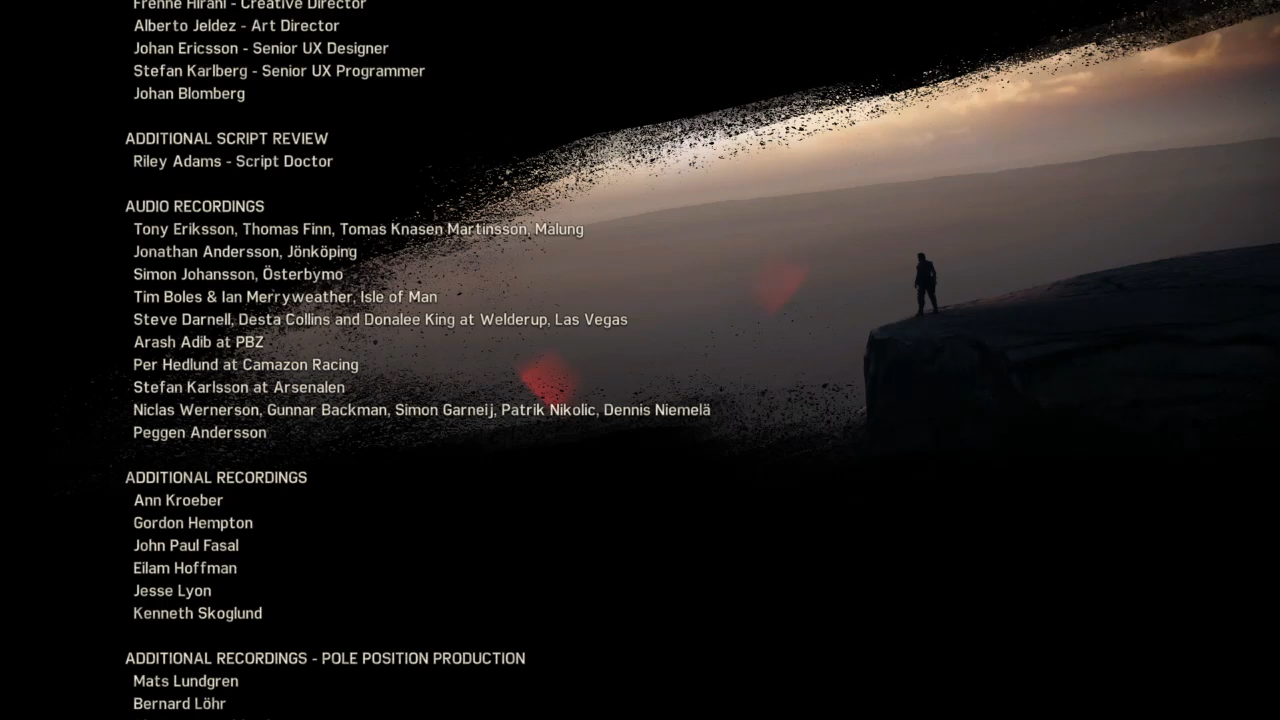 Frenne Hirani - Creative Director
Alberto Jeldez - Art Director
Johan Ericsson - Senior UX Designer
Stefan Karlberg - Senior UX Programmer
Johan Blomberg
ADDITIONAL SCRIPT REVIEW
Riley Adams - Script Doctor
AUDIO RECORDINGS
Tony Eriksson, Thomas Finn, Tomas Knasen Martinsson, Malung
Jonathan Andersson, Jönköping
Simon Johansson, Österbymo
Tim Boles & Ian Merryweather, Isle of Man
Steve Darnell, Desta Collins and Donalee King at Welderup, Las Vegas
Arash Adib at PBZ
Per Hedlund at Camazon Racing
Stefan Karlsson at Arsenalen
Niclas Wernerson, Gunnar Backman, Simon Garneij, Patrik Nikolic, Dennis Niemelä
Peggen Andersson
ADDITIONAL RECORDINGS
Ann Kroeber
Gordon Hempton
John Paul Fasal
Eilam Hoffman
Jesse Lyon
Kenneth Skoglund
ADDITIONAL RECORDINGS - POLE POSITION PRODUCTION
Mats Lundgren
Bernard Löhr